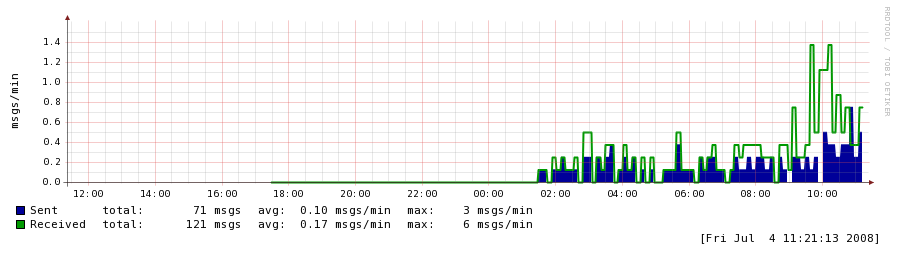 RRDTOOL / TOBI OETIKER
msgs/min
1.4
1.2
1.0
0.8
0.6
0.4
0.2
0.0
12:00 14:00 16:00 18:00 20:00 22:00 00:00 02:00 04:00 06:00 08:00 10:00
Sent total: 71 msgs avg: 0.10 msgs/min max: 3 msgs/min
Received total: 121 msgs avg: 0.17 msgs/min max: 6 msgs/min
[Fri Jul 4 11:21:13 2008]